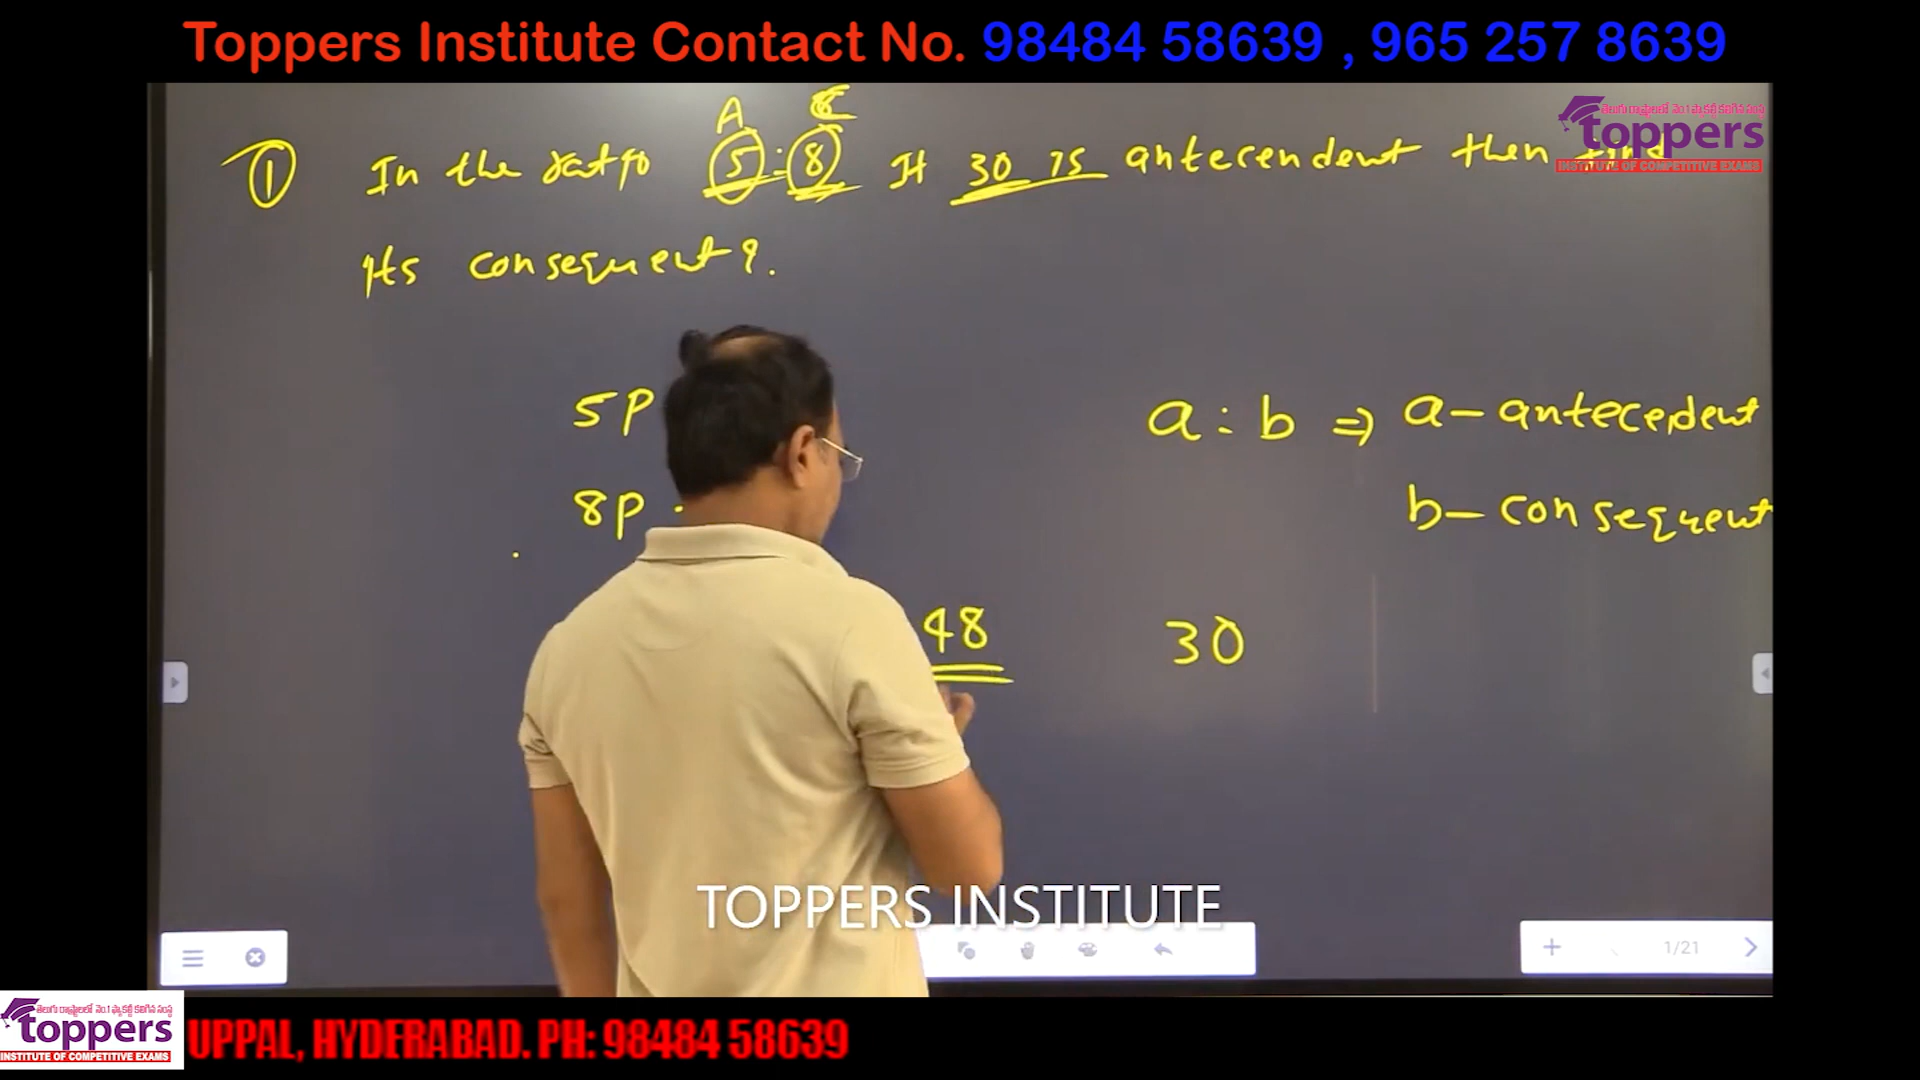 Toppers Institute Contact No. 98484 58639 , 965 257 8639
A C
① In the ratio 5 : 8 If 30 is antecendent then find
its consequent ?.
toppers
INSTITUTE OF COMPETITIVE EXAMS
5P
8P
a : b ⇒ a - antecedent
b - consequent
48 30
TOPPERS INSTITUTE
1/21
toppers
INSTITUTE OF COMPETITIVE EXAMS
UPPAL, HYDERABAD. PH: 98484 58639